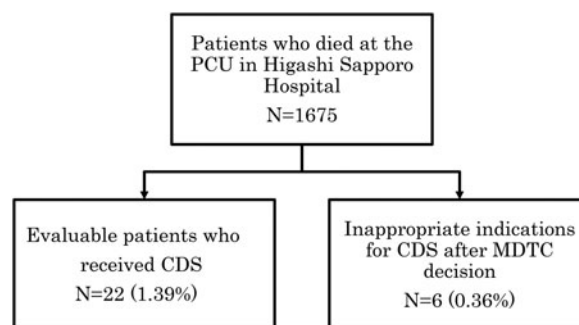 Patients who died at the
PCU in Higashi Sapporo
Hospital
N=1675
Evaluable patients who
received CDS
N=22 (1.39%)
Inappropriate indications
for CDS after MDTC
decision
N=6 (0.36%)